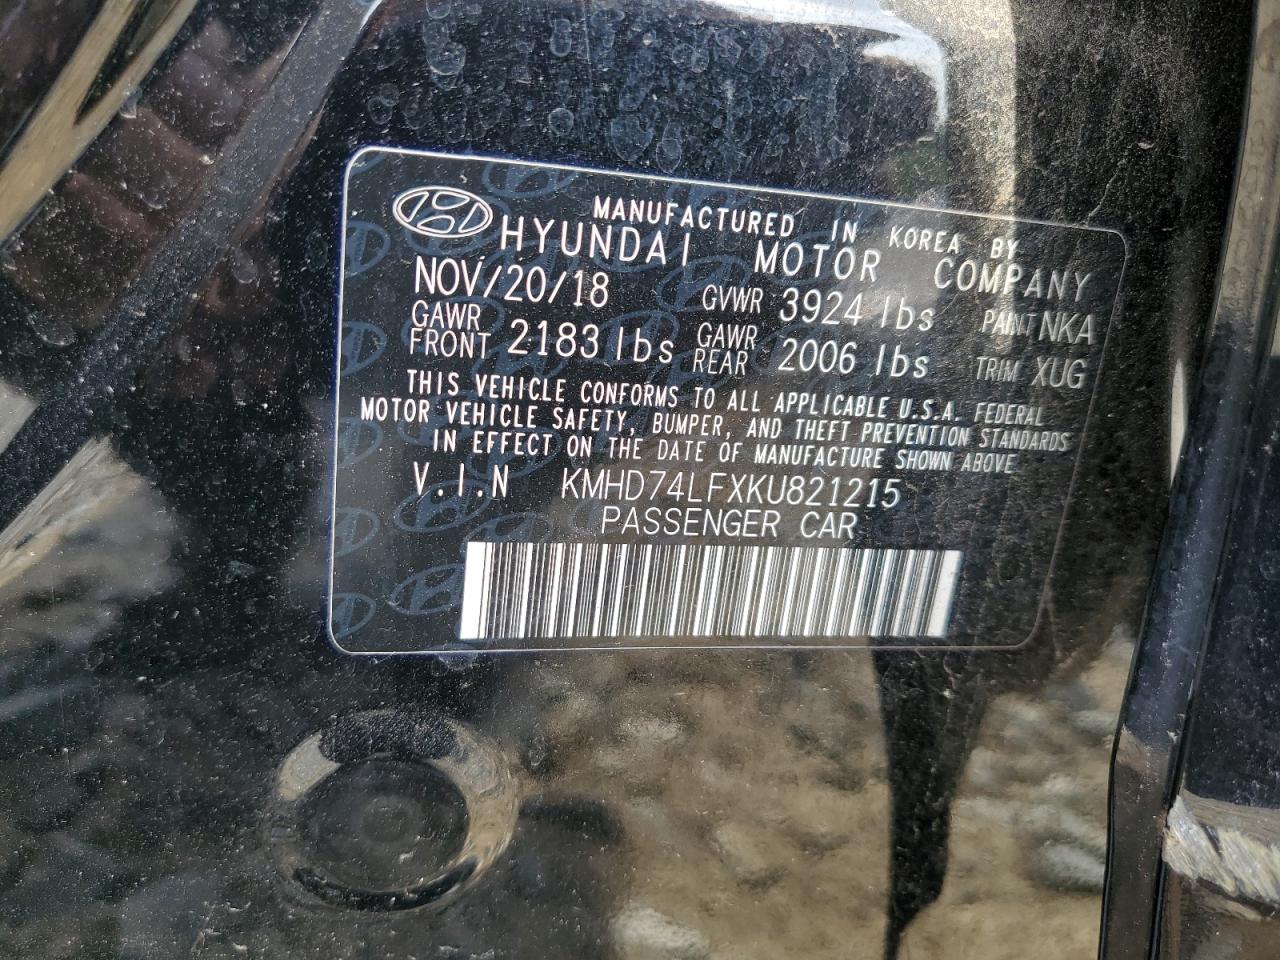 MANUFACTURED IN KOREA BY
HYUNDAI MOTOR COMPANY
NOV/20/18 GVWR 3924 lbs PAINT NKA
GAWR FRONT 2183 lbs GAWR REAR 2006 lbs TRIM XUG
THIS VEHICLE CONFORMS TO ALL APPLICABLE U.S.A. FEDERAL
MOTOR VEHICLE SAFETY, BUMPER, AND THEFT PREVENTION STANDARDS
IN EFFECT ON THE DATE OF MANUFACTURE SHOWN ABOVE.
V.I.N KMHD74LFXKU821215
PASSENGER CAR